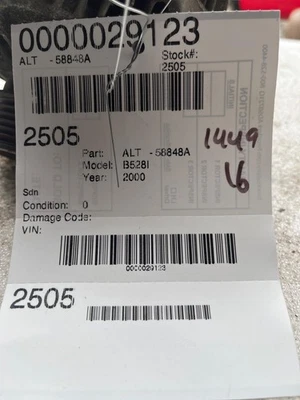 0000029123
ALT - 58848A Stock#:
2505
2505
Part: ALT - 58848A
Model: B528I
Year: 2000
1449
16
Sdn
Condition: 0
Damage Code:
VIN:
0000029123
2505